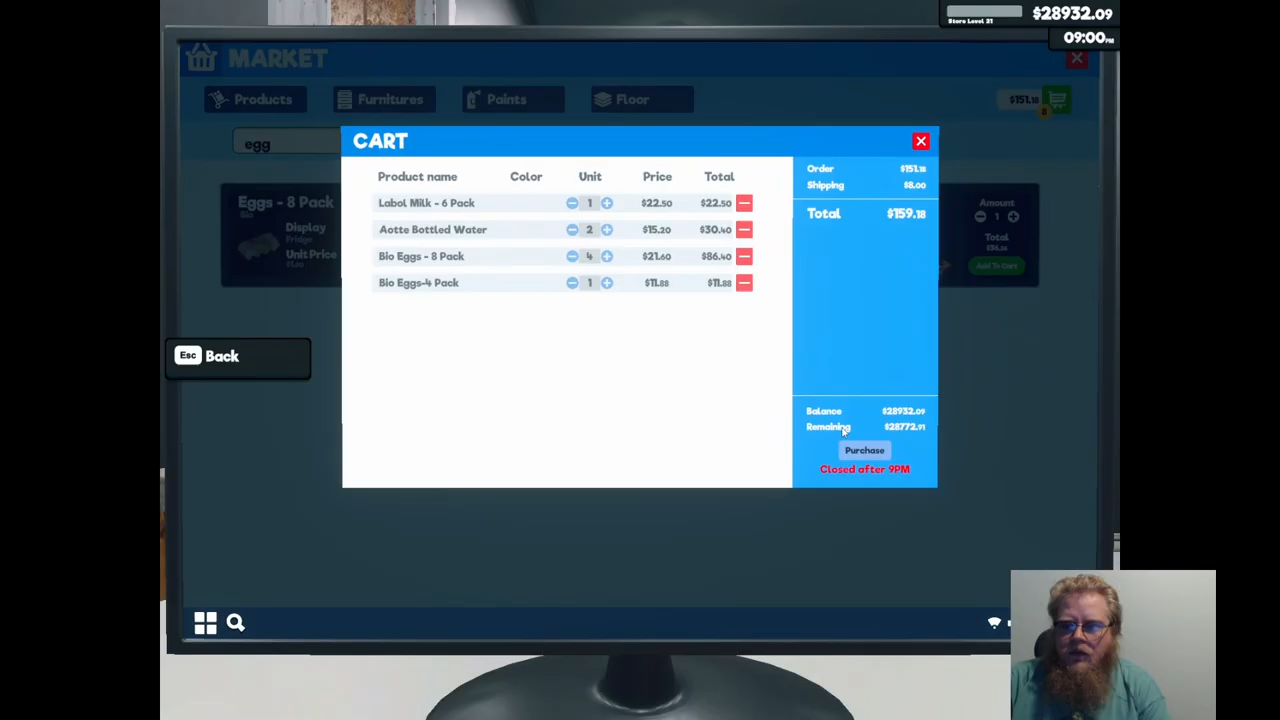 $28932.09
Store Level 21
09:00PM
MARKET
Products Furnitures Paints Floor $151.18 8
egg
CART
Product name Color Unit Price Total
Labol Milk - 6 Pack 1 $22.50 $22.50
Aotte Bottled Water 2 $15.20 $30.40
Bio Eggs - 8 Pack 4 $21.60 $86.40
Bio Eggs-4 Pack 1 $11.88 $11.88
Order $151.18
Shipping $8.00
Total $159.18
Balance $28932.09
Remaining $28772.91
Purchase
Closed after 9PM
Eggs - 8 Pack
Bio
Display
Fridge
Unit Price
Amount
1
Total
Add To Cart
Esc Back